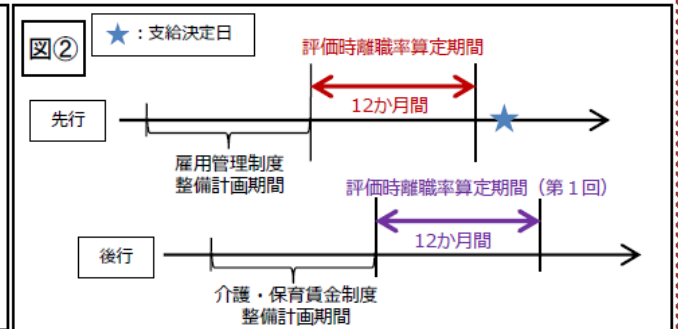 図②
★：支給決定日
評価時離職率算定期間
12か月間
先行
雇用管理制度
整備計画期間
評価時離職率算定期間（第１回）
12か月間
後行
介護・保育賃金制度
整備計画期間